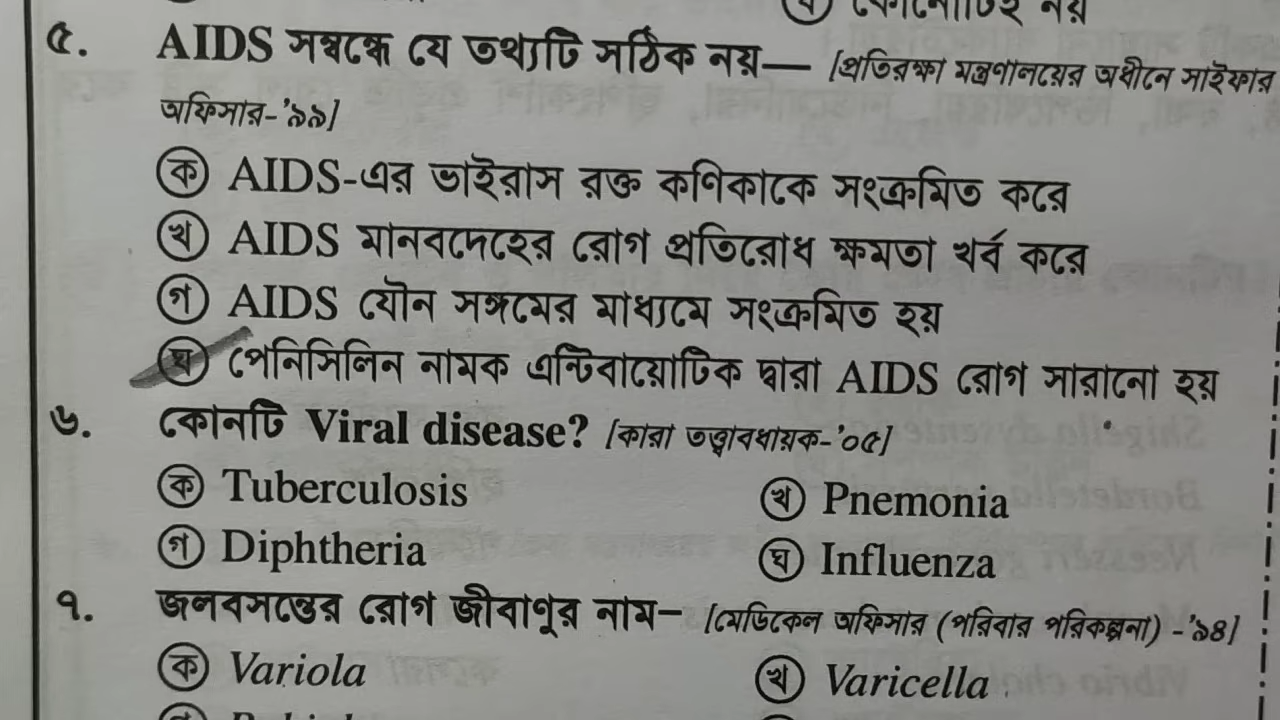 ঘ কোনোটিই নয়
৫. AIDS সম্বন্ধে যে তথ্যটি সঠিক নয়— [প্রতিরক্ষা মন্ত্রণালয়ের অধীনে সাইফার
অফিসার-’৯৯]
ক AIDS-এর ভাইরাস রক্ত কণিকাকে সংক্রমিত করে
খ AIDS মানবদেহের রোগ প্রতিরোধ ক্ষমতা খর্ব করে
গ AIDS যৌন সঙ্গমের মাধ্যমে সংক্রমিত হয়
ঘ পেনিসিলিন নামক এন্টিবায়োটিক দ্বারা AIDS রোগ সারানো হয়
৬. কোনটি Viral disease? [কারা তত্ত্বাবধায়ক-’০৫]
ক Tuberculosis খ Pnemonia
গ Diphtheria ঘ Influenza
৭. জলবসন্তের রোগ জীবাণুর নাম– [মেডিকেল অফিসার (পরিবার পরিকল্পনা) -’৯৪]
ক Variola খ Varicella